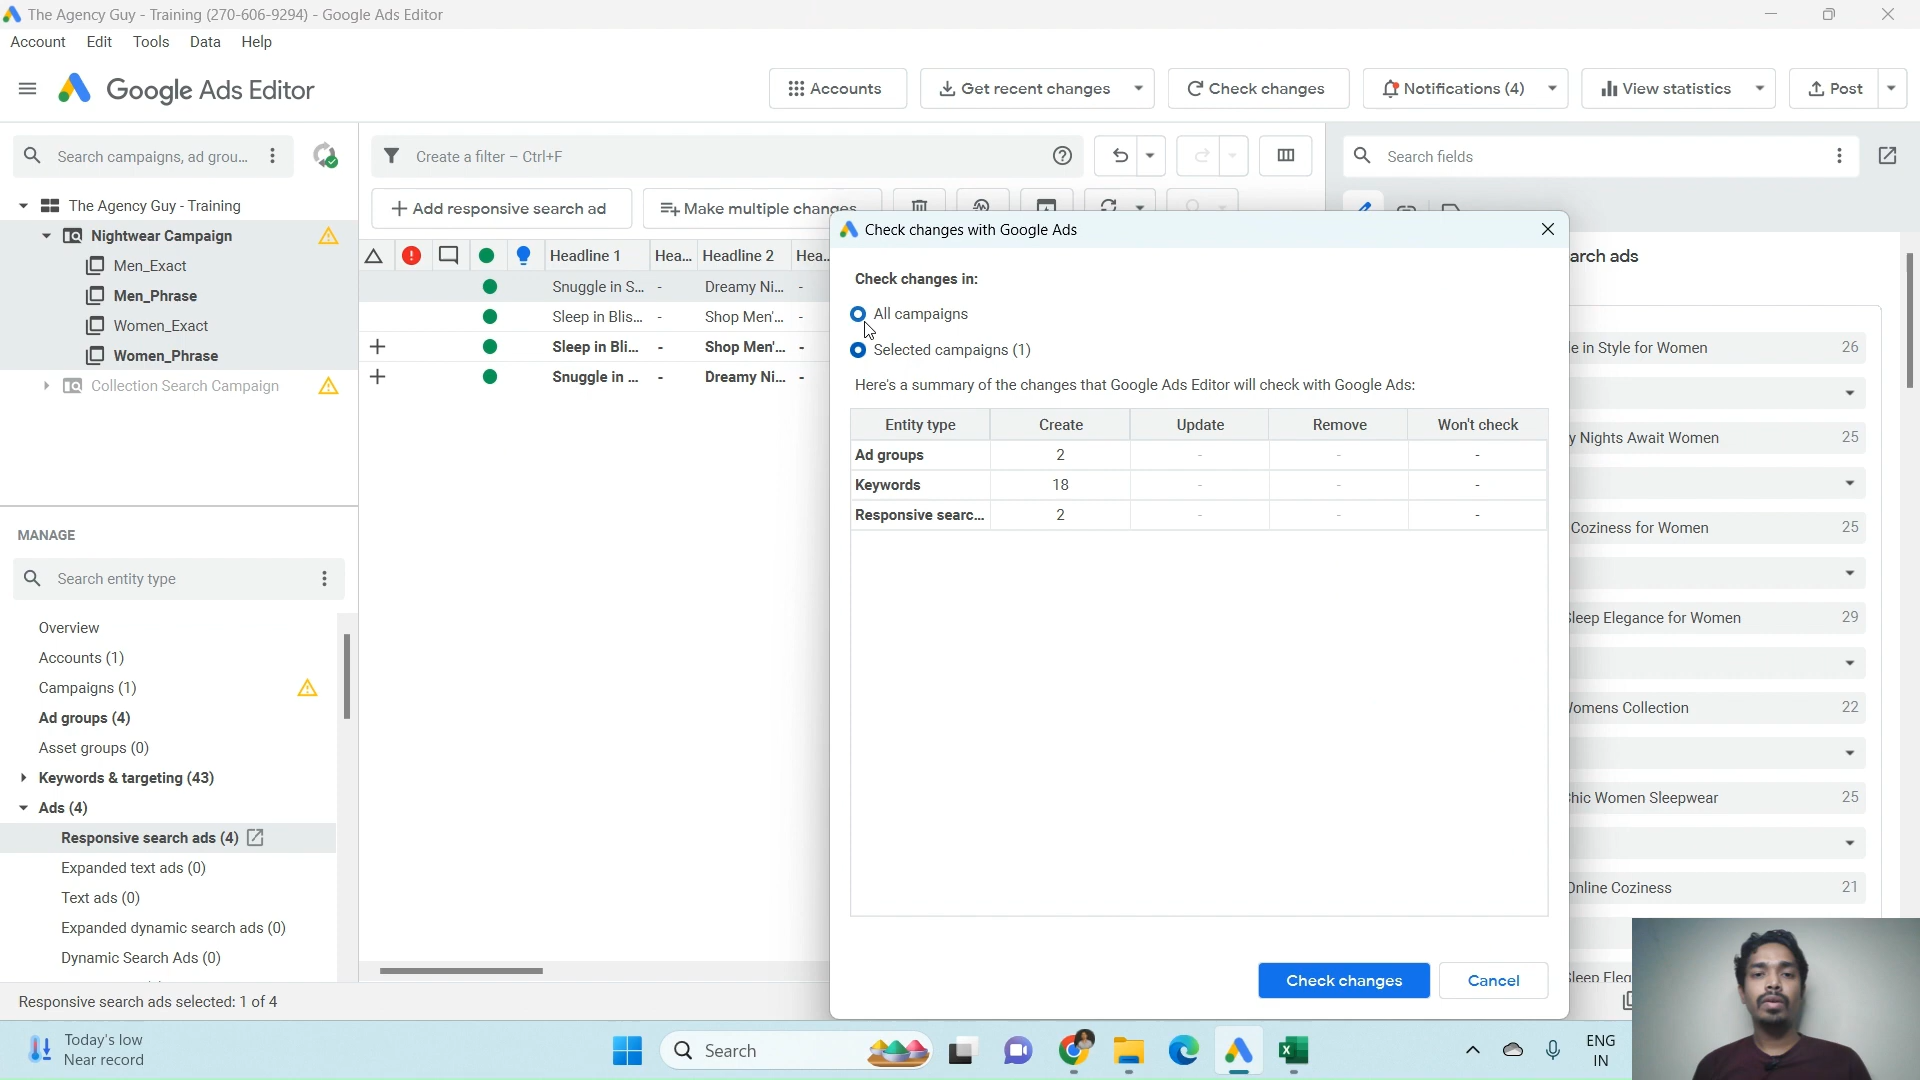 The Agency Guy - Training (270-606-9294) - Google Ads Editor
Account Edit Tools Data Help
Google Ads Editor
Accounts
Get recent changes
Check changes
Notifications (4)
View statistics
Post
Search campaigns, ad grou...
Create a filter – Ctrl+F
Search fields
The Agency Guy - Training
Add responsive search ad
Make multiple changes
Nightwear Campaign
Men_Exact
Men_Phrase
Women_Exact
Women_Phrase
Collection Search Campaign
Headline 1 Hea... Headline 2 Hea..
Snuggle in S... - Dreamy Ni... -
Sleep in Blis... - Shop Men'... -
Sleep in Bli... - Shop Men'... -
Snuggle in ... - Dreamy Ni... -
Check changes with Google Ads
Check changes in:
All campaigns
Selected campaigns (1)
Here's a summary of the changes that Google Ads Editor will check with Google Ads:
Entity type Create Update Remove Won't check
Ad groups 2 - - -
Keywords 18 - - -
Responsive searc... 2 - - -
Check changes
Cancel
arch ads
le in Style for Women 26
y Nights Await Women 25
Coziness for Women 25
Sleep Elegance for Women 29
Womens Collection 22
Chic Women Sleepwear 25
Online Coziness 21
Sleep Eleg
MANAGE
Search entity type
Overview
Accounts (1)
Campaigns (1)
Ad groups (4)
Asset groups (0)
Keywords & targeting (43)
Ads (4)
Responsive search ads (4)
Expanded text ads (0)
Text ads (0)
Expanded dynamic search ads (0)
Dynamic Search Ads (0)
Responsive search ads selected: 1 of 4
Today's low
Near record
Search
ENG
IN